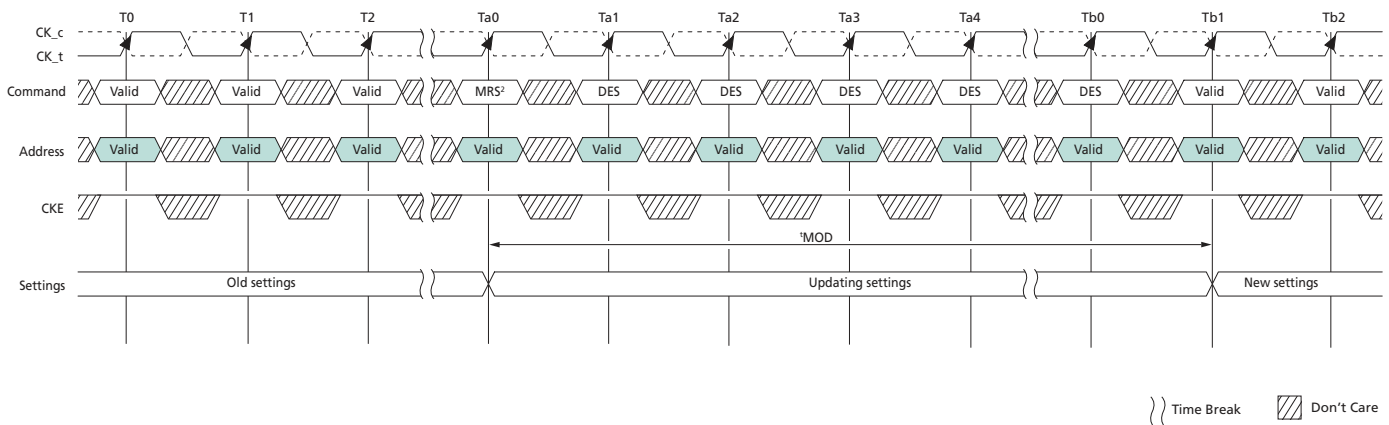 T0 T1 T2 Ta0 Ta1 Ta2 Ta3 Ta4 Tb0 Tb1 Tb2
CK_c
CK_t
Command Valid Valid Valid MRS² DES DES DES DES DES Valid Valid
Address Valid Valid Valid Valid Valid Valid Valid Valid Valid Valid Valid
CKE
ᵗMOD
Settings Old settings Updating settings New settings
Time Break Don't Care